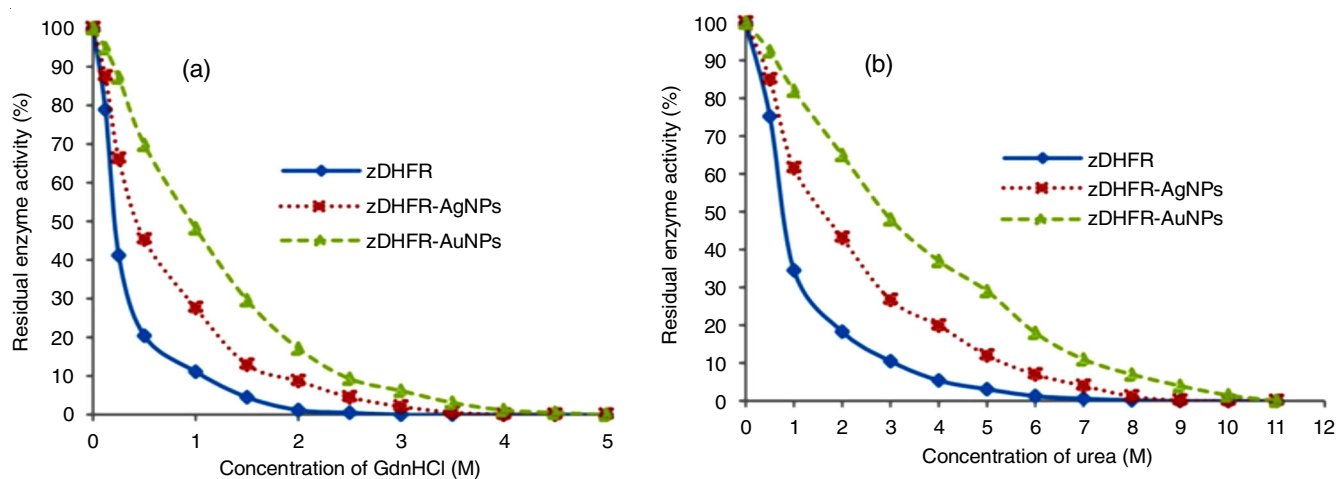 (a)
Residual enzyme activity (%)
100
90
80
70
60
50
40
30
20
10
0
zDHFR
zDHFR-AgNPs
zDHFR-AuNPs
0 1 2 3 4 5
Concentration of GdnHCl (M)
(b)
Residual enzyme activity (%)
100
90
80
70
60
50
40
30
20
10
0
zDHFR
zDHFR-AgNPs
zDHFR-AuNPs
0 1 2 3 4 5 6 7 8 9 10 11 12
Concentration of urea (M)